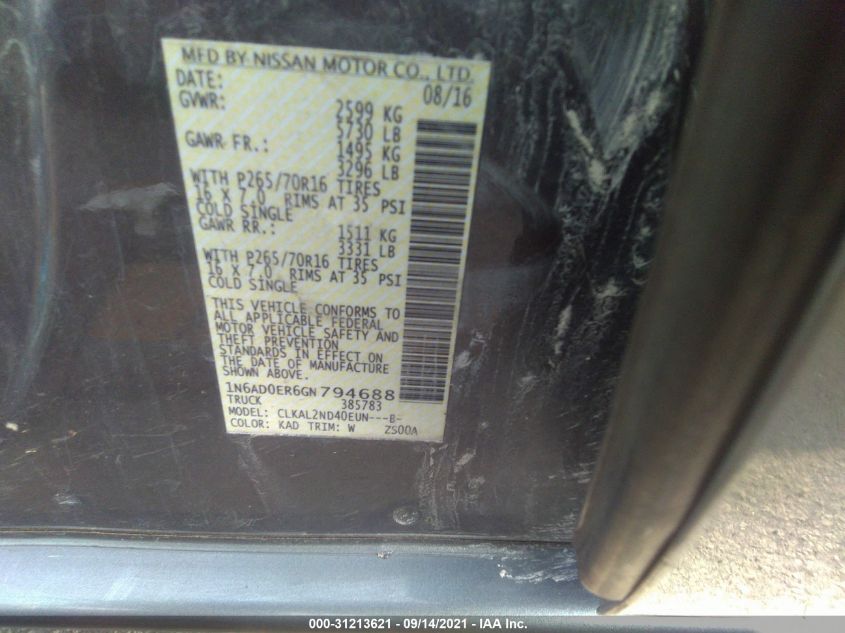 MFD BY NISSAN MOTOR CO., LTD.
DATE: 08/16
GVWR: 2599 KG
5730 LB
GAWR FR.: 1495 KG
3296 LB
WITH P265/70R16 TIRES
16 X 7.0 RIMS AT 35 PSI
COLD SINGLE
GAWR RR.: 1511 KG
3331 LB
WITH P265/70R16 TIRES
16 X 7.0 RIMS AT 35 PSI
COLD SINGLE
THIS VEHICLE CONFORMS TO
ALL APPLICABLE FEDERAL
MOTOR VEHICLE SAFETY AND
THEFT PREVENTION
STANDARDS IN EFFECT ON
THE DATE OF MANUFACTURE
SHOWN ABOVE.
1N6AD0ER6GN794688
TRUCK 385783
MODEL: CLKAL2ND40EUN---B-
COLOR: KAD TRIM: W ZS00A
000-31213621 - 09/14/2021 - IAA Inc.